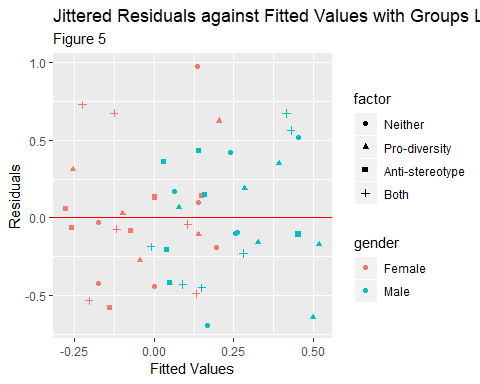 Jittered Residuals against Fitted Values with Groups L
Figure 5
1.0
0.5
0.0
-0.5
Residuals
-0.25
0.00
0.25
0.50
Fitted Values
factor
Neither
Pro-diversity
Anti-stereotype
Both
gender
Female
Male